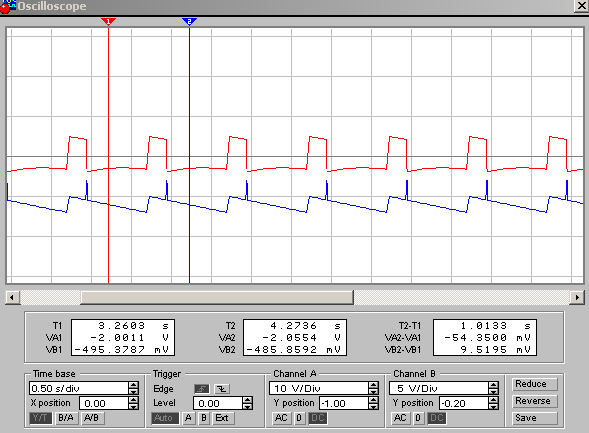 Oscilloscope
1 2
T1 3.2603 s T2 4.2736 s T2-T1 1.0133 s
VA1 -2.0011 V VA2 -2.0554 V VA2-VA1 -54.3500 mV
VB1 -495.3787 mV VB2 -485.8592 mV VB2-VB1 9.5195 mV
Time base Trigger Channel A Channel B
0.50 s/div Edge 10 V/Div 5 V/Div Reduce
X position 0.00 Level 0.00 Y position -1.00 Y position -0.20 Reverse
Y/T B/A A/B Auto A B Ext AC 0 DC AC 0 DC Save